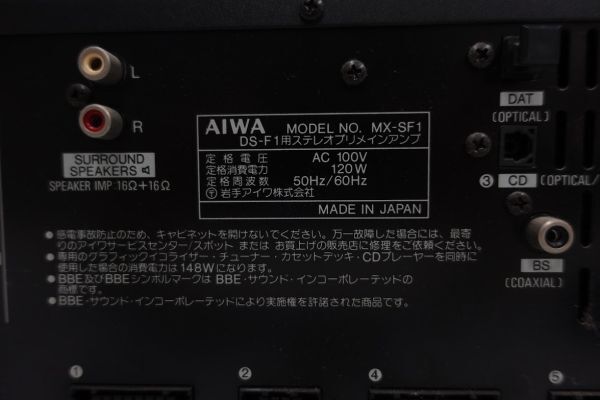 L
R
SURROUND
SPEAKERS
SPEAKER IMP:16Ω+16Ω
AIWA MODEL NO. MX-SF1
DS-F1用ステレオプリメインアンプ
定格電圧 AC 100V
定格消費電力 120W
定格周波数 50Hz/60Hz
岩手アイワ株式会社
MADE IN JAPAN
●感電事故防止のため、キャビネットを開けないでください。万一故障した場合には、最寄
りのアイワサービスセンター/スポット または お買上げの販売店に修理をご依頼ください。
●専用のグラフィックイコライザー・チューナー・カセットデッキ・CDプレーヤーを同時に
使用した場合の消費電力は148Wになります。
●BBE及びBBEシンボルマークは BBE・サウンド・インコーポレーテッドの
商標です。
●BBE・サウンド・インコーポレーテッドにより実施権を許諾された商品です。
DAT
(OPTICAL)
③ CD (OPTICAL/
BS
(COAXIAL)
① ② ④ ⑤